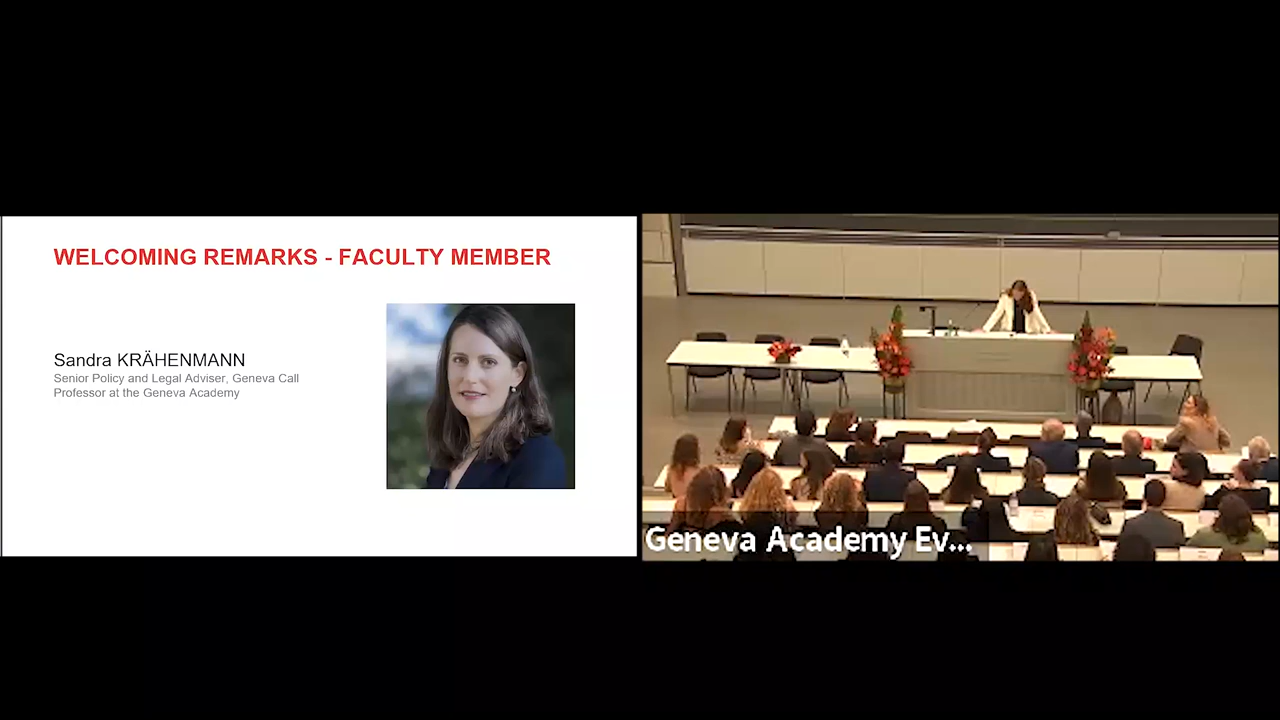 WELCOMING REMARKS - FACULTY MEMBER
Sandra KRÄHENMANN
Senior Policy and Legal Adviser, Geneva Call
Professor at the Geneva Academy
Geneva Academy Ev...